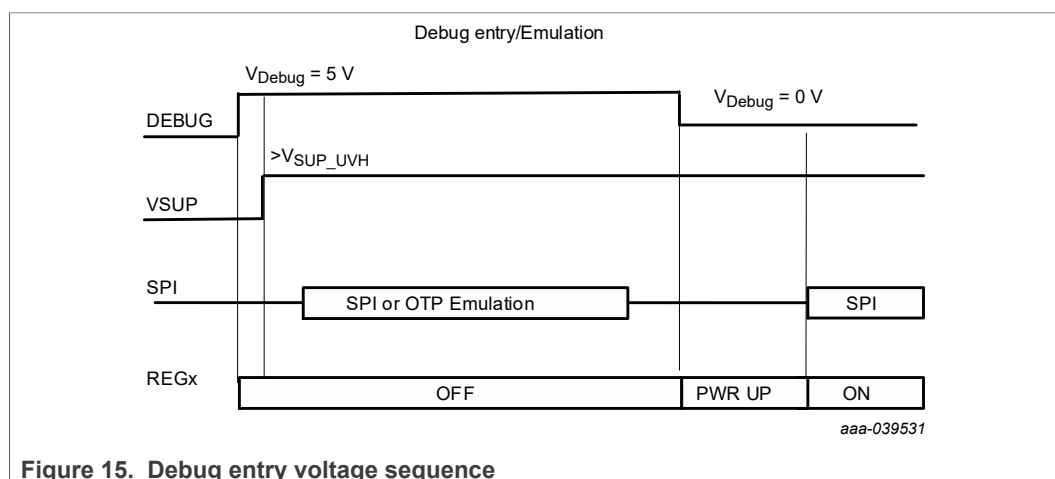 Debug entry/Emulation
VDebug = 5 V
VDebug = 0 V
DEBUG
>VSUP_UVH
VSUP
SPI
SPI or OTP Emulation
SPI
REGx
OFF
PWR UP
ON
aaa-039531
Figure 15. Debug entry voltage sequence